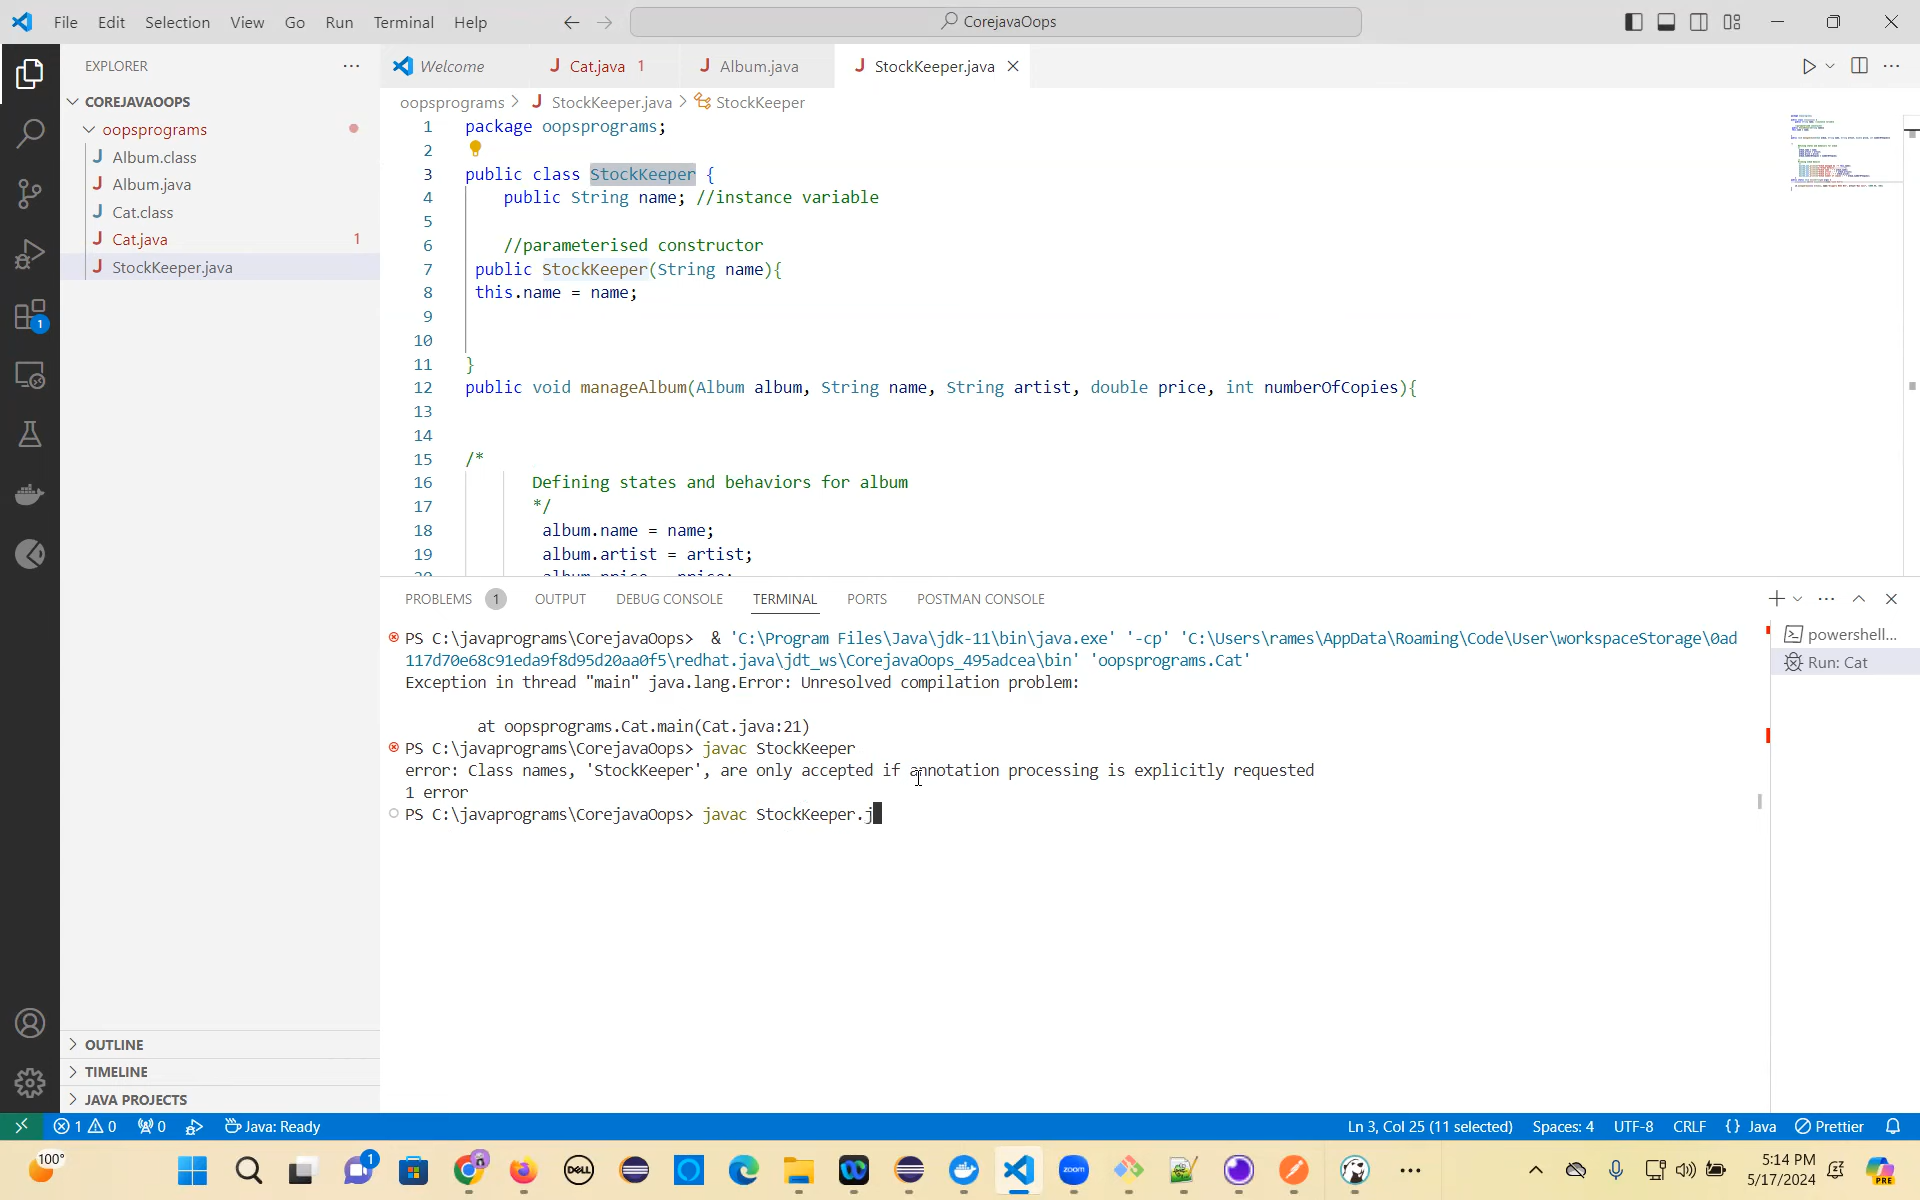 File Edit Selection View Go Run Terminal Help CorejavaOops
EXPLORER
COREJAVAOOPS
oopsprograms
Album.class
Album.java
Cat.class
Cat.java 1
StockKeeper.java
OUTLINE
TIMELINE
JAVA PROJECTS
1
Welcome Cat.java 1 Album.java StockKeeper.java
oopsprograms > StockKeeper.java > StockKeeper
1 package oopsprograms;
2
3 public class StockKeeper {
4 public String name; //instance variable
5
6 //parameterised constructor
7 public StockKeeper(String name){
8 this.name = name;
9
10
11 }
12 public void manageAlbum(Album album, String name, String artist, double price, int numberOfCopies){
13
14
15 /*
16 Defining states and behaviors for album
17 */
18 album.name = name;
19 album.artist = artist;
PROBLEMS 1 OUTPUT DEBUG CONSOLE TERMINAL PORTS POSTMAN CONSOLE
PS C:\javaprograms\CorejavaOops> & 'C:\Program Files\Java\jdk-11\bin\java.exe' '-cp' 'C:\Users\rames\AppData\Roaming\Code\User\workspaceStorage\0ad
117d70e68c91eda9f8d95d20aa0f5\redhat.java\jdt_ws\CorejavaOops_495adcea\bin' 'oopsprograms.Cat'
Exception in thread "main" java.lang.Error: Unresolved compilation problem:
at oopsprograms.Cat.main(Cat.java:21)
PS C:\javaprograms\CorejavaOops> javac StockKeeper
error: Class names, 'StockKeeper', are only accepted if annotation processing is explicitly requested
1 error
PS C:\javaprograms\CorejavaOops> javac StockKeeper.j
powershell...
Run: Cat
1 0 0 Java: Ready Ln 3, Col 25 (11 selected) Spaces: 4 UTF-8 CRLF {} Java Prettier
100° 1 DELL zoom 5:14 PM
5/17/2024 PRE